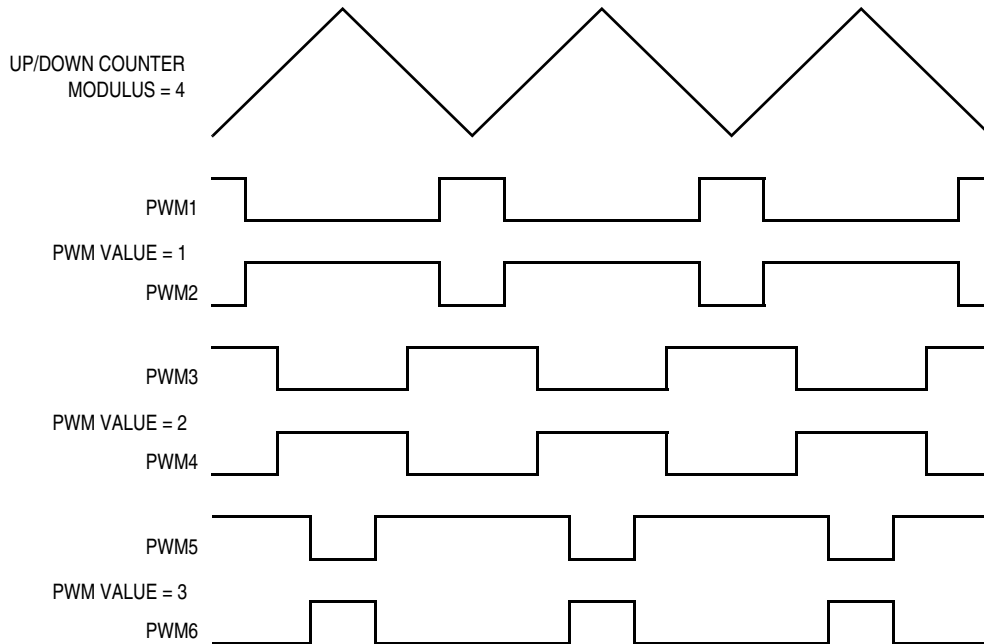 UP/DOWN COUNTER
MODULUS = 4
PWM1
PWM VALUE = 1
PWM2
PWM3
PWM VALUE = 2
PWM4
PWM5
PWM VALUE = 3
PWM6